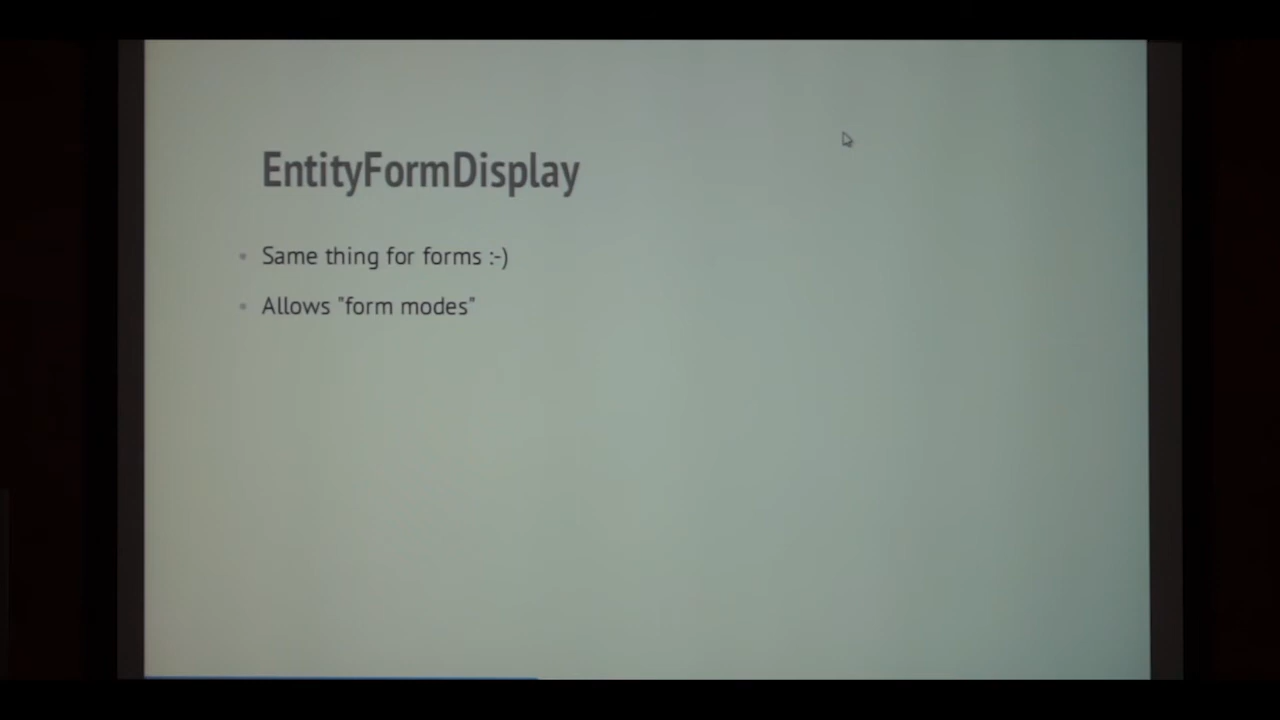 EntityFormDisplay
Same thing for forms :-)
Allows "form modes"